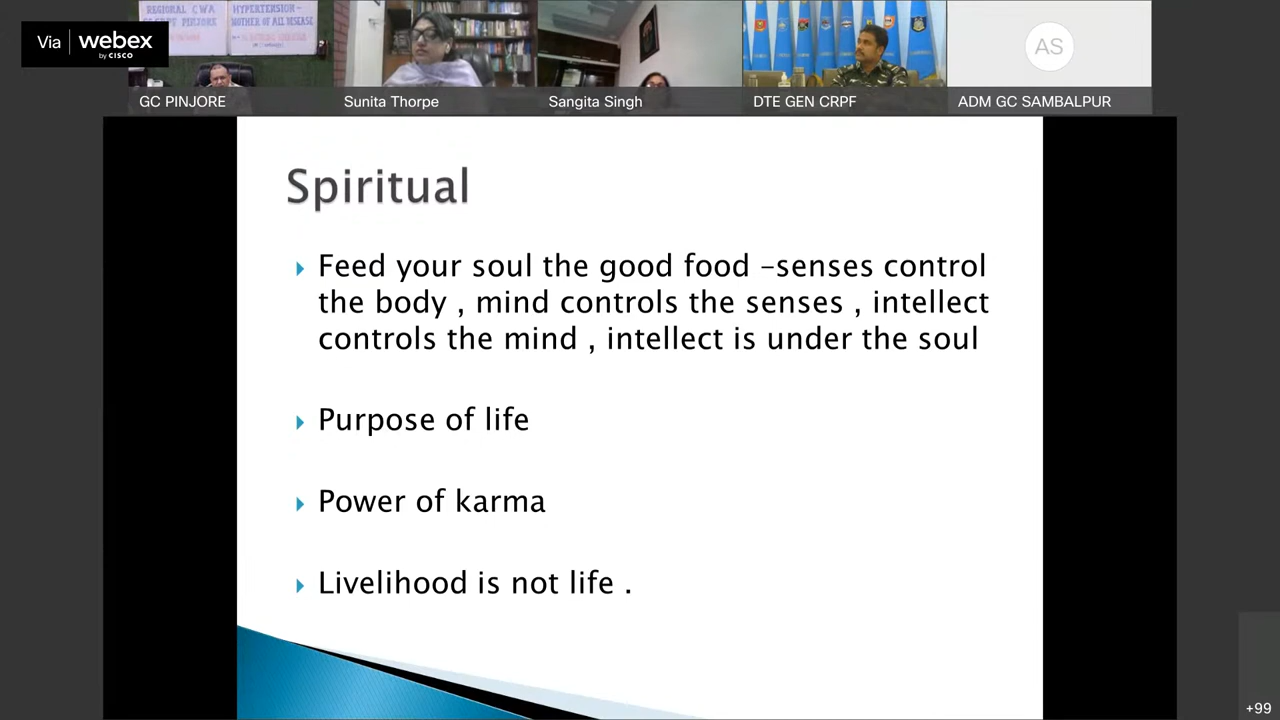 Via webex
by CISCO
REGIONAL CWA
PINJORE
HYPERTENSION-
MOTHER OF ALL DISEASE
GC PINJORE
Sunita Thorpe
Sangita Singh
DTE GEN CRPF
AS
ADM GC SAMBALPUR
Spiritual
Feed your soul the good food –senses control
the body , mind controls the senses , intellect
controls the mind , intellect is under the soul
Purpose of life
Power of karma
Livelihood is not life .
+99